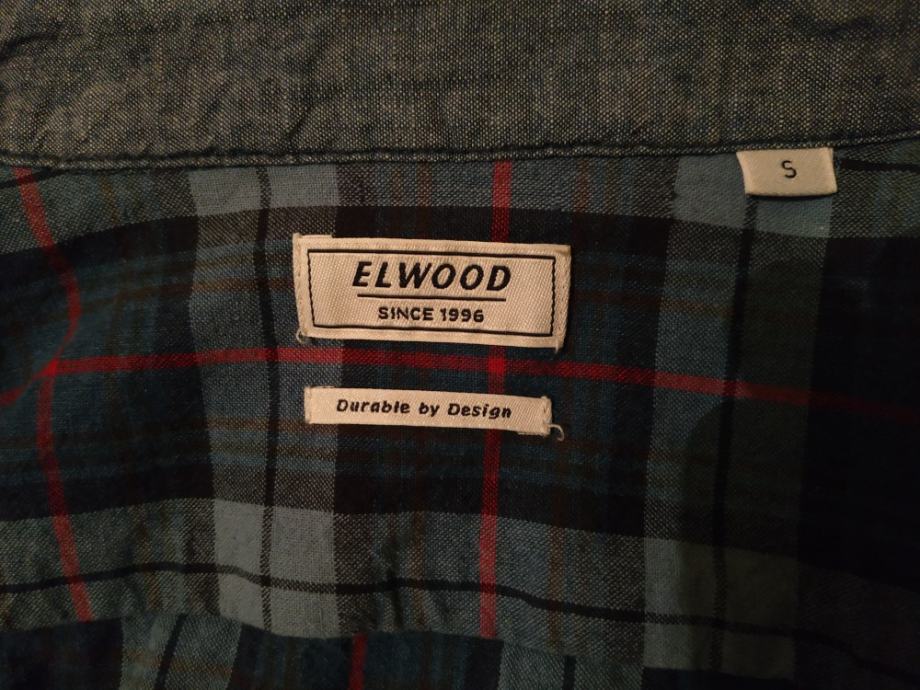 S
ELWOOD
SINCE 1996
Durable by Design